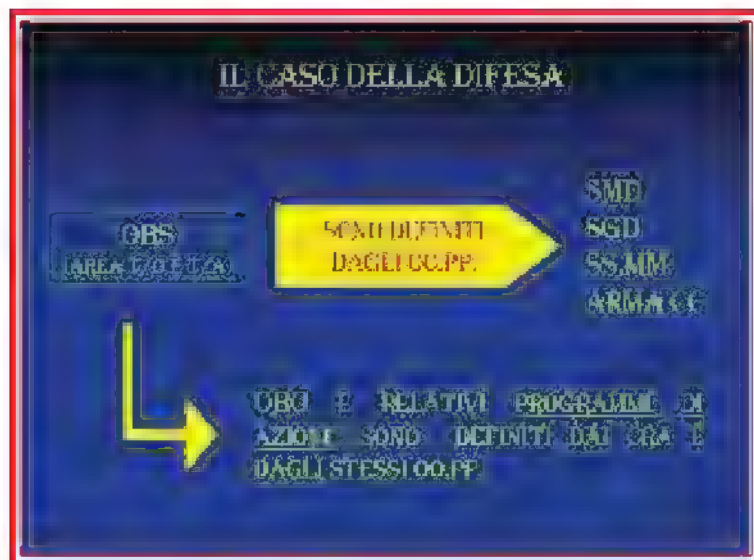 IL CASO DELLA DIFESA
OBS
SONO DEFINITI
DAGLI OO.PP.
SMD
SGD
SS.MM.
ARMA CC
OBO E RELATIVI PROGRAMMI DI
AZIONE SONO DEFINITI DAI CRA E
DAGLI STESSI OO.PP.